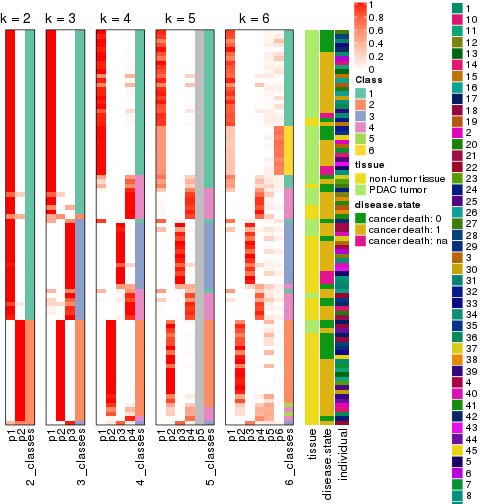 k = 2
k = 3
k = 4
k = 5
k = 6
1
0.8
0.6
0.4
0.2
0
Class
1
2
3
4
5
6
tissue
non-tumor tissue
PDAC tumor
disease.state
cancer death: 0
cancer death: 1
cancer death: na
p1
p2
2_classes
p1
p2
p3
3_classes
p1
p2
p3
p4
4_classes
p1
p2
p3
p4
p5
5_classes
p1
p2
p3
p4
p5
p6
6_classes
tissue
disease.state
individual
1
10
11
12
13
14
15
16
17
18
19
2
20
21
22
23
24
25
26
27
28
29
3
30
31
32
33
34
35
36
37
38
39
4
40
41
42
43
44
45
5
6
7
8